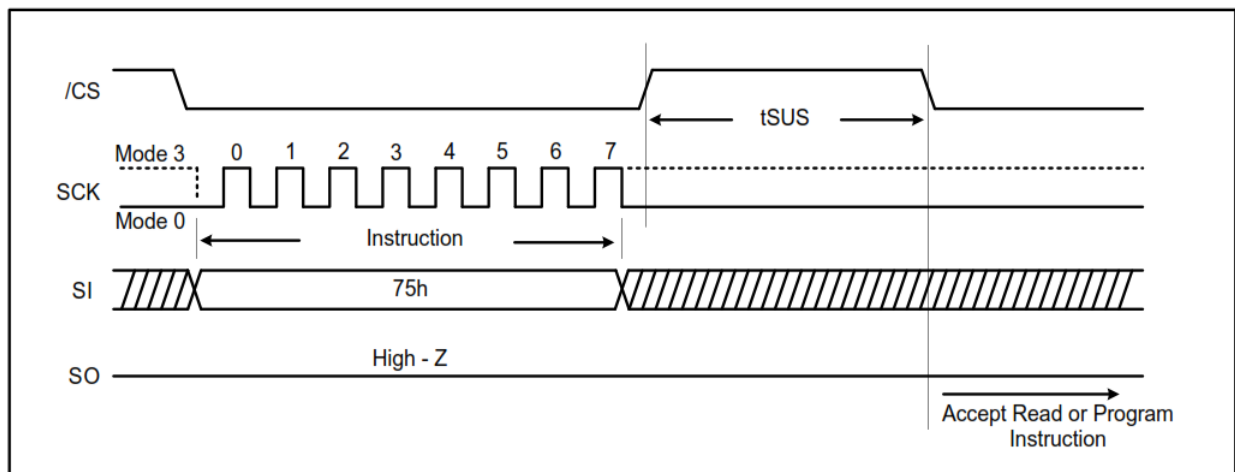 /CS
tSUS
Mode 3
0 1 2 3 4 5 6 7
SCK
Mode 0
Instruction
SI
75h
High - Z
SO
Accept Read or Program
Instruction